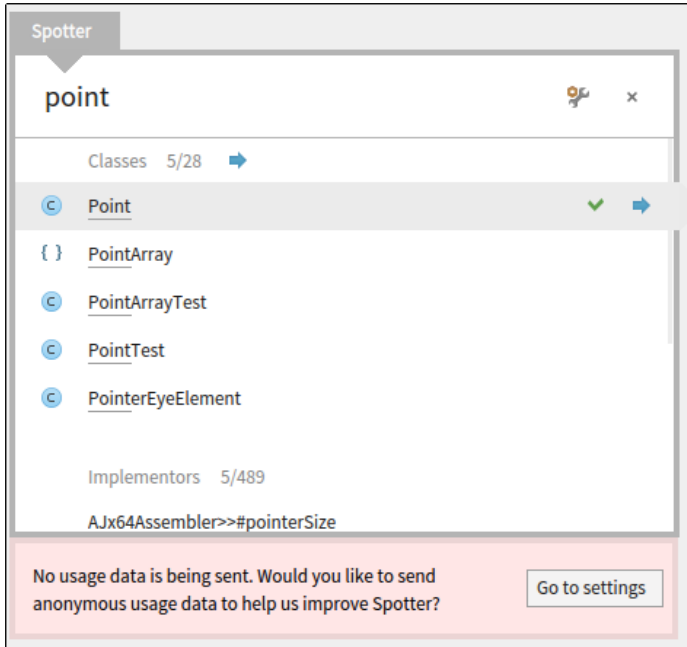 Spotter
point
Classes 5/28
Point
{ } PointArray
PointArrayTest
PointTest
PointerEyeElement
Implementors 5/489
AJx64Assembler>>#pointerSize
No usage data is being sent. Would you like to send
anonymous usage data to help us improve Spotter?
Go to settings